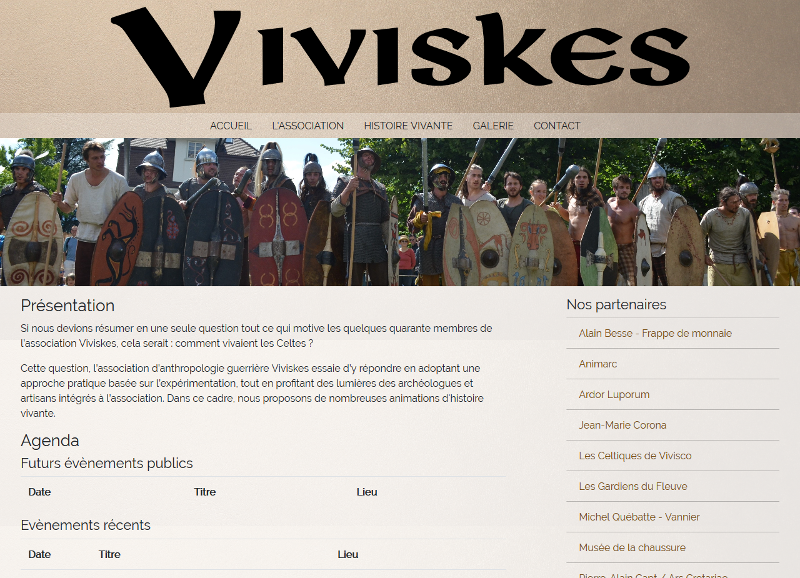 Viviskes
ACCUEIL L'ASSOCIATION HISTOIRE VIVANTE GALERIE CONTACT
Présentation
Si nous devions résumer en une seule question tout ce qui motive les quelques quarante membres de
l'association Viviskes, cela serait : comment vivaient les Celtes ?
Cette question, l'association d'anthropologie guerrière Viviskes essaie d'y répondre en adoptant une
approche pratique basée sur l'expérimentation, tout en profitant des lumières des archéologues et
artisans intégrés à l'association. Dans ce cadre, nous proposons de nombreuses animations d'histoire
vivante.
Agenda
Futurs évènements publics
Date Titre Lieu
Evènements récents
Date Titre Lieu
Nos partenaires
Alain Besse - Frappe de monnaie
Animarc
Ardor Luporum
Jean-Marie Corona
Les Celtiques de Vivisco
Les Gardiens du Fleuve
Michel Québatte - Vannier
Musée de la chaussure